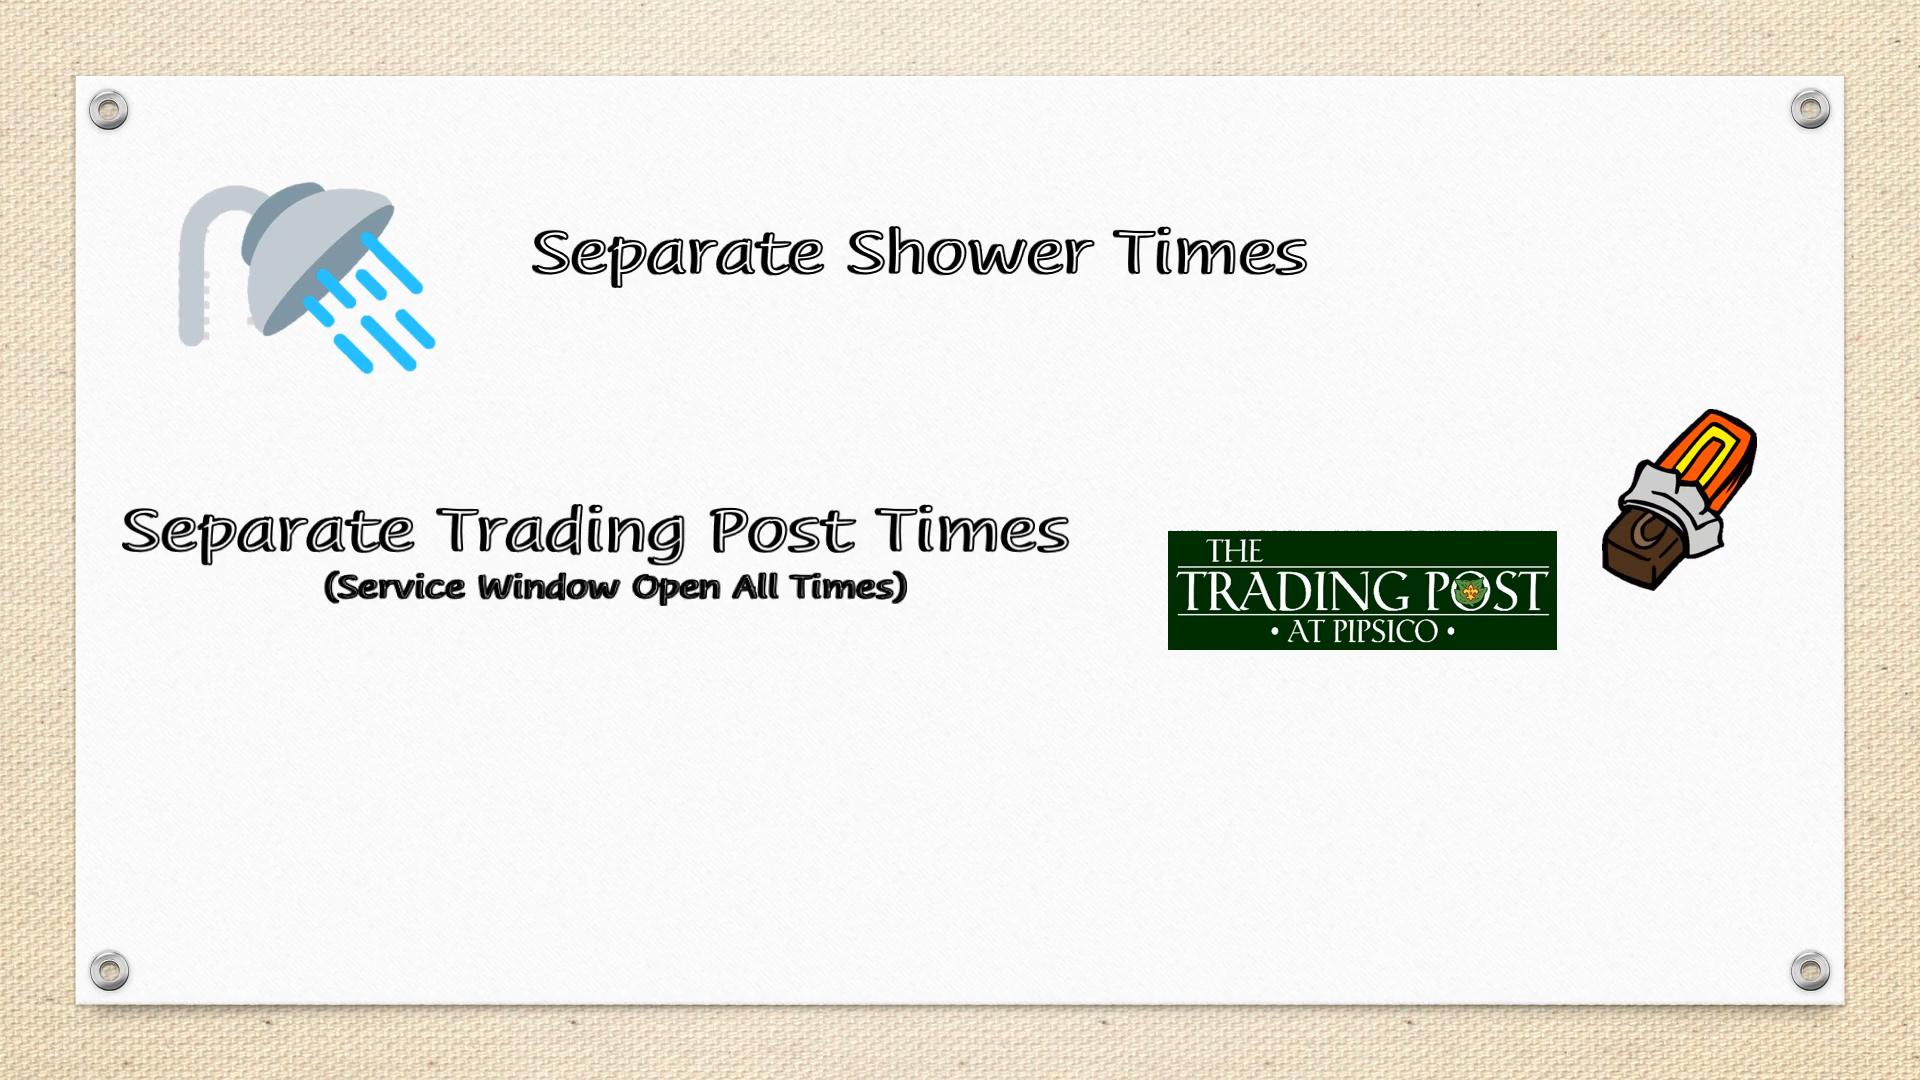 Separate Shower Times
Separate Trading Post Times
(Service Window Open All Times)
THE
TRADING POST
• AT PIPSICO •